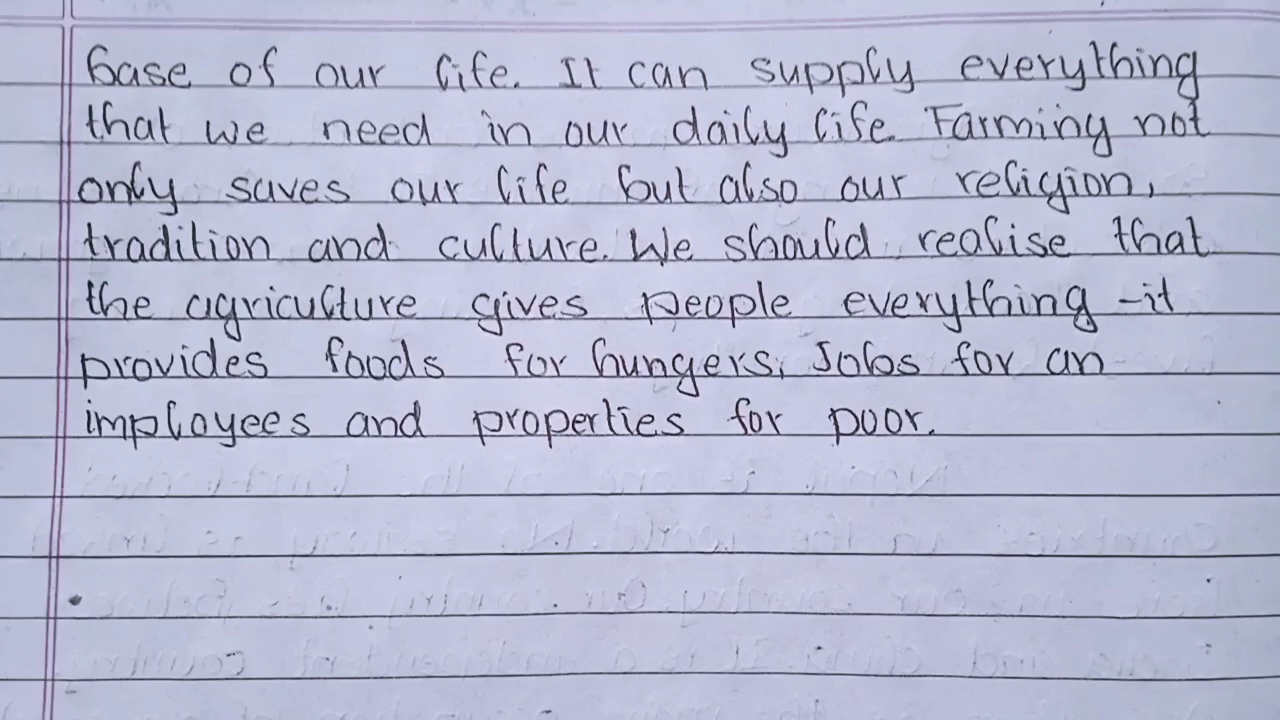 base of our life. It can supply everything
that we need in our daily life. Farming not
only saves our life but also our religion,
tradition and culture. We should realise that
the agriculture gives people everything - it
provides foods for hungers, Jobs for an
imployees and properties for poor.